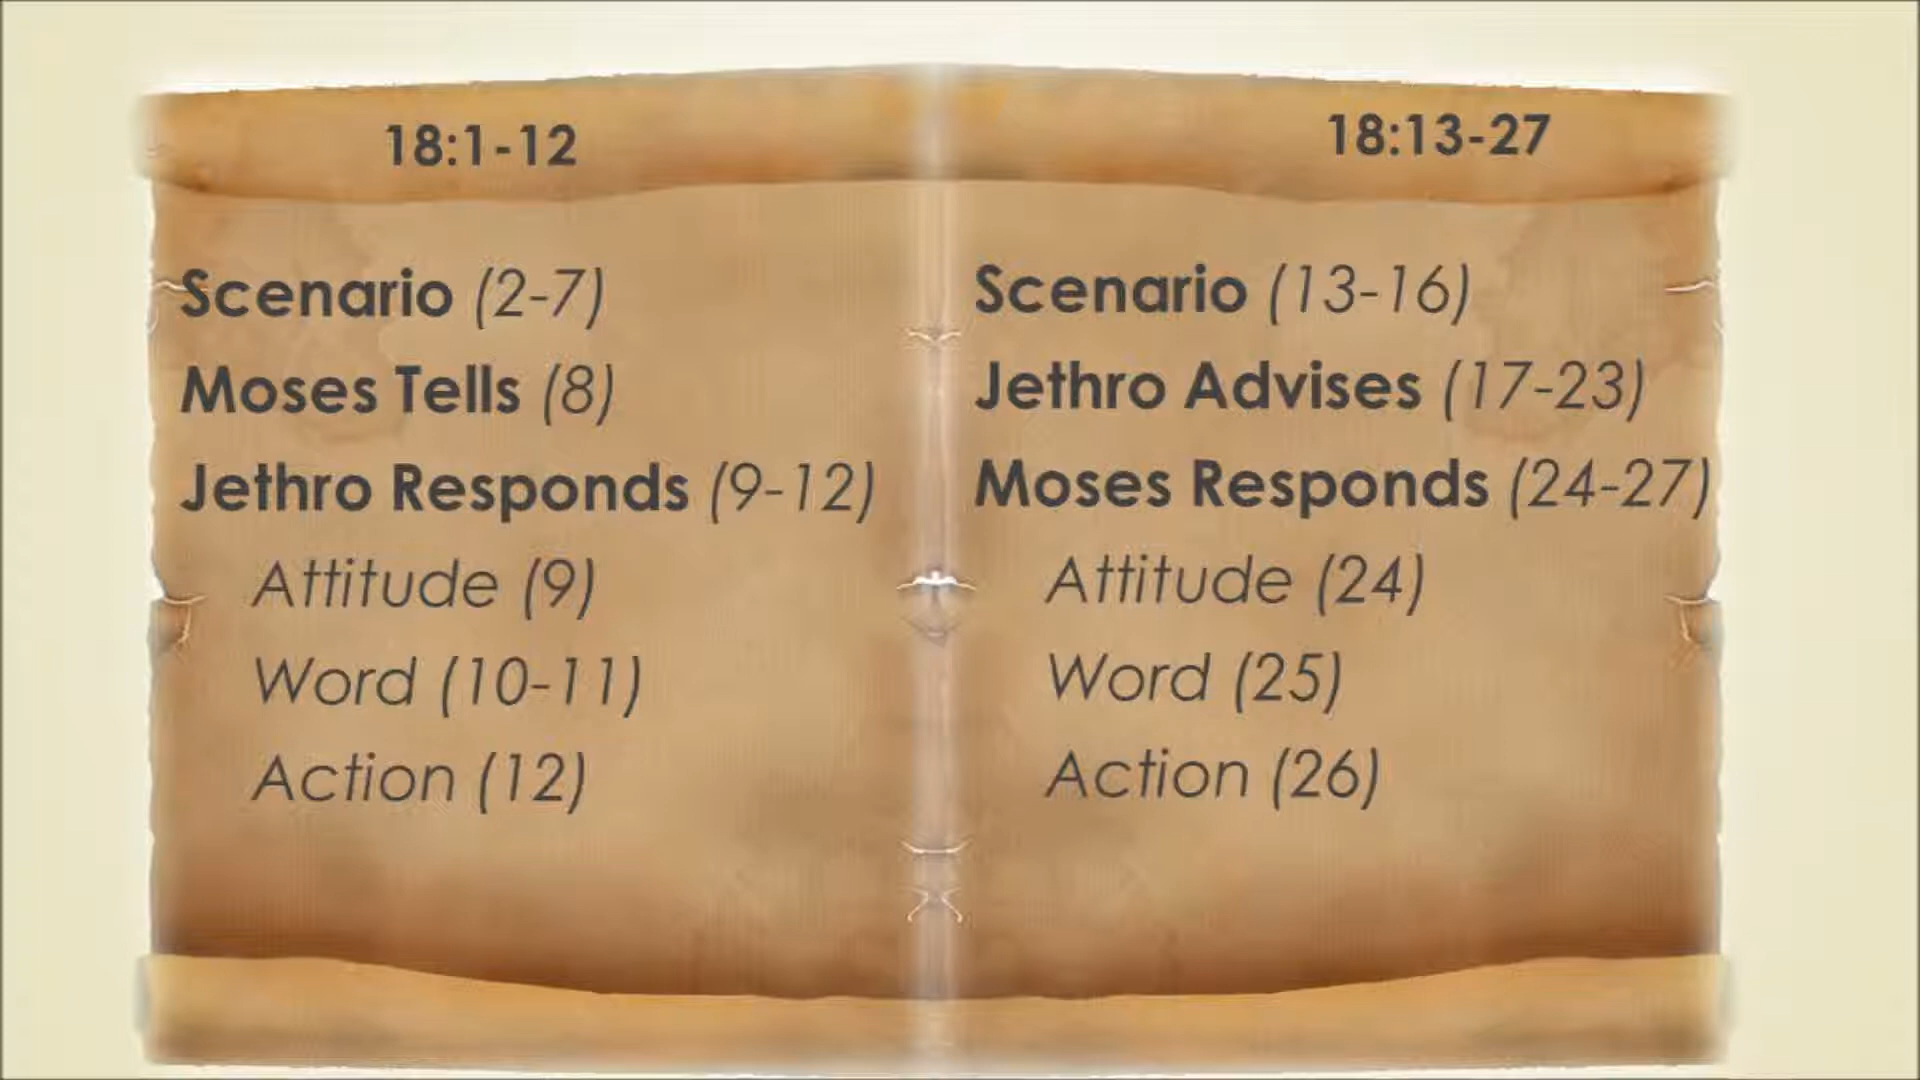 18:1-12
Scenario (2-7)
Moses Tells (8)
Jethro Responds (9-12)
Attitude (9)
Word (10-11)
Action (12)
18:13-27
Scenario (13-16)
Jethro Advises (17-23)
Moses Responds (24-27)
Attitude (24)
Word (25)
Action (26)